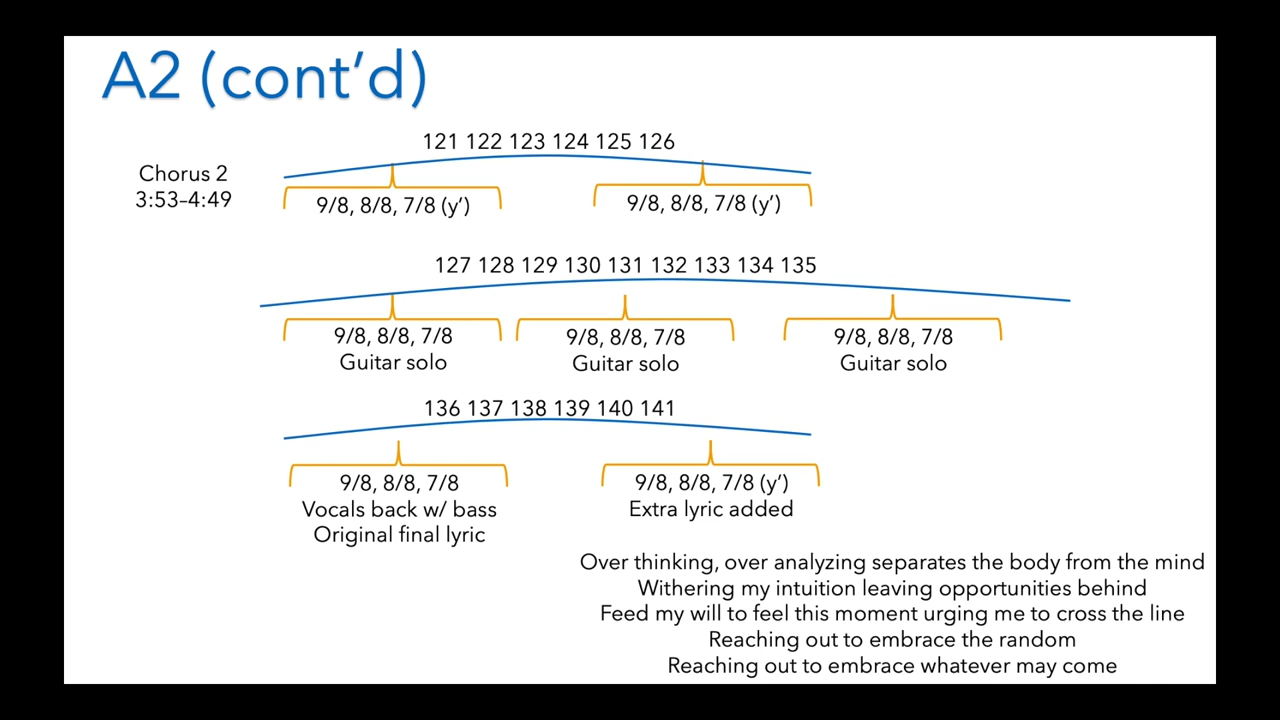 A2 (cont’d)
Chorus 2
3:53–4:49
121 122 123 124 125 126
9/8, 8/8, 7/8 (y’)
9/8, 8/8, 7/8 (y’)
127 128 129 130 131 132 133 134 135
9/8, 8/8, 7/8
Guitar solo
9/8, 8/8, 7/8
Guitar solo
9/8, 8/8, 7/8
Guitar solo
136 137 138 139 140 141
9/8, 8/8, 7/8
Vocals back w/ bass
Original final lyric
9/8, 8/8, 7/8 (y’)
Extra lyric added
Over thinking, over analyzing separates the body from the mind
Withering my intuition leaving opportunities behind
Feed my will to feel this moment urging me to cross the line
Reaching out to embrace the random
Reaching out to embrace whatever may come